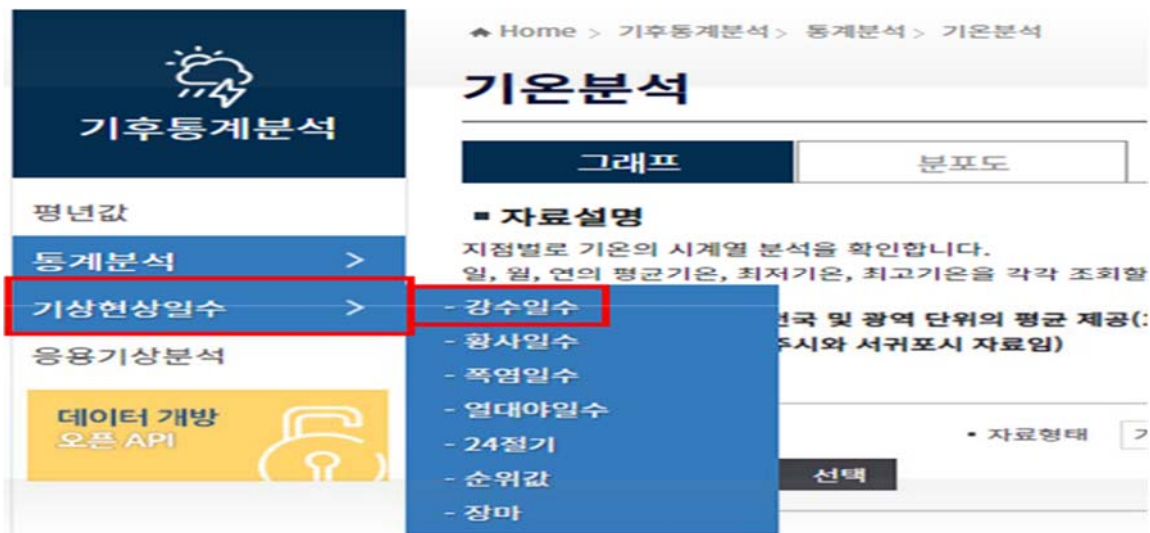 Home > 기후통계분석 > 통계분석 > 기온분석
기후통계분석
기온분석
그래프
분포도
평년값
통계분석 >
기상현상일수 >
응용기상분석
데이터 개방
오픈 API
■ 자료설명
지점별로 기온의 시계열 분석을 확인합니다.
일, 월, 연의 평균기온, 최저기온, 최고기온을 각각 조회할
- 강수일수
- 황사일수
- 폭염일수
- 열대야일수
- 24절기
- 순위값
- 장마
및 광역 단위의 평균 제공(
서귀포시 자료임)
• 자료형태
선택